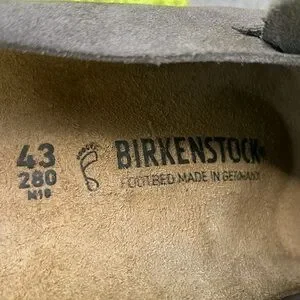 43
280
M10
BIRKENSTOCK®
FOOTBED MADE IN GERMANY